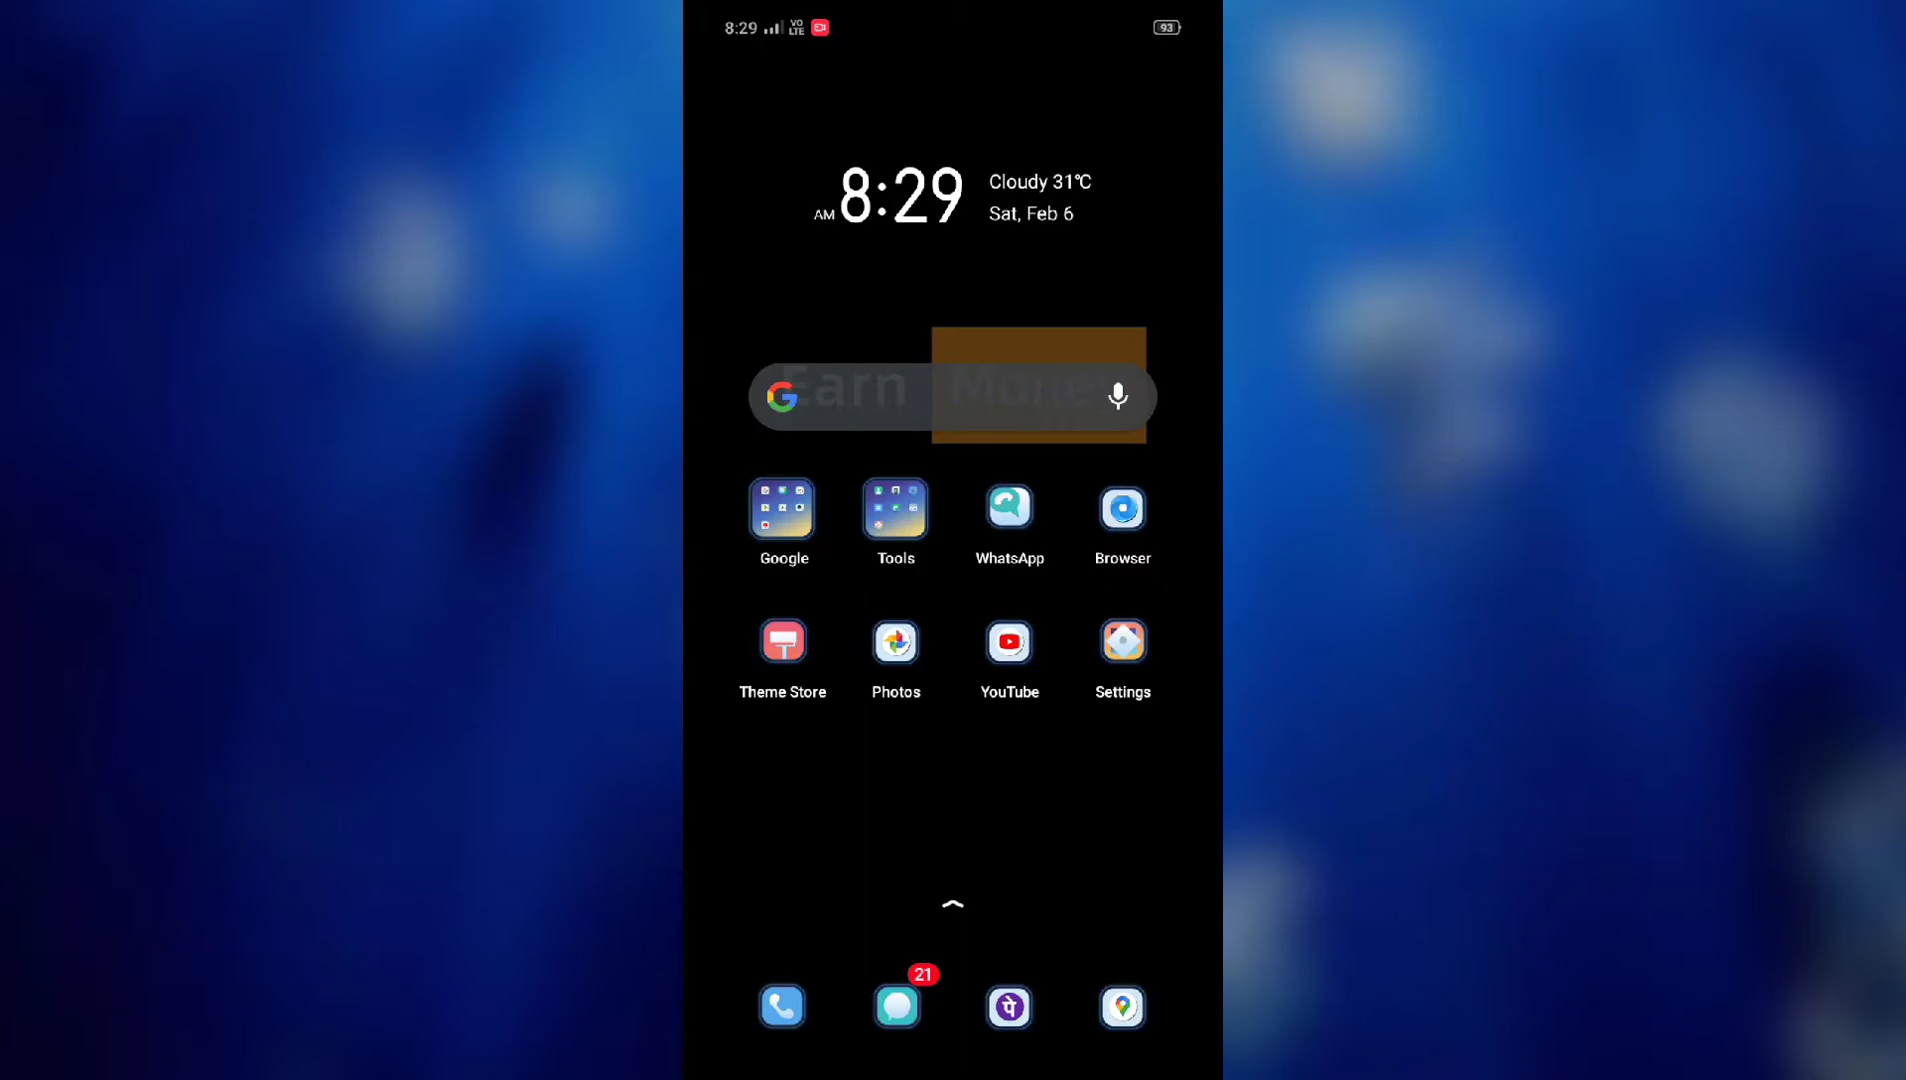 8:29 VO LTE 93
AM 8:29 Cloudy 31℃
Sat, Feb 6
Earn Money
Google Tools WhatsApp Browser
Theme Store Photos YouTube Settings
21
पे